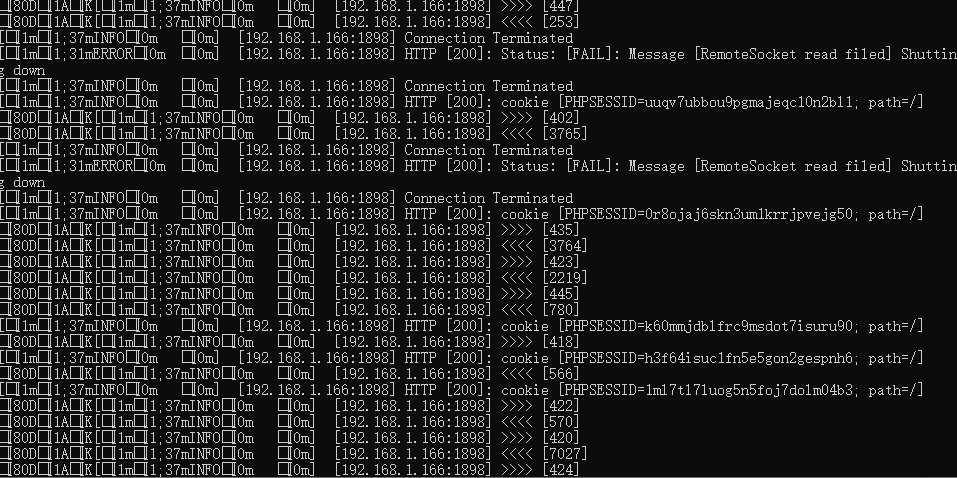 □[80D□[1A□[K[□[1m□[1;37mINFO□[0m   □[0m]  [192.168.1.166:1898] >>>> [447]
□[80D□[1A□[K[□[1m□[1;37mINFO□[0m   □[0m]  [192.168.1.166:1898] <<<< [253]
[□[1m□[1;37mINFO□[0m   □[0m]  [192.168.1.166:1898] Connection Terminated
[□[1m□[1;31mERROR□[0m  □[0m]  [192.168.1.166:1898] HTTP [200]: Status: [FAIL]: Message [RemoteSocket read filed] Shuttin
g down
[□[1m□[1;37mINFO□[0m   □[0m]  [192.168.1.166:1898] Connection Terminated
[□[1m□[1;37mINFO□[0m   □[0m]  [192.168.1.166:1898] HTTP [200]: cookie [PHPSESSID=uuqv7ubbou9pgmajeqcl0n2bl1; path=/]
□[80D□[1A□[K[□[1m□[1;37mINFO□[0m   □[0m]  [192.168.1.166:1898] >>>> [402]
□[80D□[1A□[K[□[1m□[1;37mINFO□[0m   □[0m]  [192.168.1.166:1898] <<<< [3765]
[□[1m□[1;37mINFO□[0m   □[0m]  [192.168.1.166:1898] Connection Terminated
[□[1m□[1;31mERROR□[0m  □[0m]  [192.168.1.166:1898] HTTP [200]: Status: [FAIL]: Message [RemoteSocket read filed] Shuttin
g down
[□[1m□[1;37mINFO□[0m   □[0m]  [192.168.1.166:1898] Connection Terminated
[□[1m□[1;37mINFO□[0m   □[0m]  [192.168.1.166:1898] HTTP [200]: cookie [PHPSESSID=0r8ojaj6skn3um1krrjpvejg50; path=/]
□[80D□[1A□[K[□[1m□[1;37mINFO□[0m   □[0m]  [192.168.1.166:1898] >>>> [435]
□[80D□[1A□[K[□[1m□[1;37mINFO□[0m   □[0m]  [192.168.1.166:1898] <<<< [3764]
□[80D□[1A□[K[□[1m□[1;37mINFO□[0m   □[0m]  [192.168.1.166:1898] >>>> [423]
□[80D□[1A□[K[□[1m□[1;37mINFO□[0m   □[0m]  [192.168.1.166:1898] <<<< [2219]
□[80D□[1A□[K[□[1m□[1;37mINFO□[0m   □[0m]  [192.168.1.166:1898] >>>> [445]
□[80D□[1A□[K[□[1m□[1;37mINFO□[0m   □[0m]  [192.168.1.166:1898] <<<< [780]
[□[1m□[1;37mINFO□[0m   □[0m]  [192.168.1.166:1898] HTTP [200]: cookie [PHPSESSID=k60mmjdblfrc9msdot7isuru90; path=/]
□[80D□[1A□[K[□[1m□[1;37mINFO□[0m   □[0m]  [192.168.1.166:1898] >>>> [418]
[□[1m□[1;37mINFO□[0m   □[0m]  [192.168.1.166:1898] HTTP [200]: cookie [PHPSESSID=h3f64isuclfn5e5gon2gespnh6; path=/]
□[80D□[1A□[K[□[1m□[1;37mINFO□[0m   □[0m]  [192.168.1.166:1898] <<<< [566]
[□[1m□[1;37mINFO□[0m   □[0m]  [192.168.1.166:1898] HTTP [200]: cookie [PHPSESSID=1ml7tl71uog5n5foj7dolm04b3; path=/]
□[80D□[1A□[K[□[1m□[1;37mINFO□[0m   □[0m]  [192.168.1.166:1898] >>>> [422]
□[80D□[1A□[K[□[1m□[1;37mINFO□[0m   □[0m]  [192.168.1.166:1898] <<<< [570]
□[80D□[1A□[K[□[1m□[1;37mINFO□[0m   □[0m]  [192.168.1.166:1898] >>>> [420]
□[80D□[1A□[K[□[1m□[1;37mINFO□[0m   □[0m]  [192.168.1.166:1898] <<<< [7027]
□[80D□[1A□[K[□[1m□[1;37mINFO□[0m   □[0m]  [192.168.1.166:1898] >>>> [424]